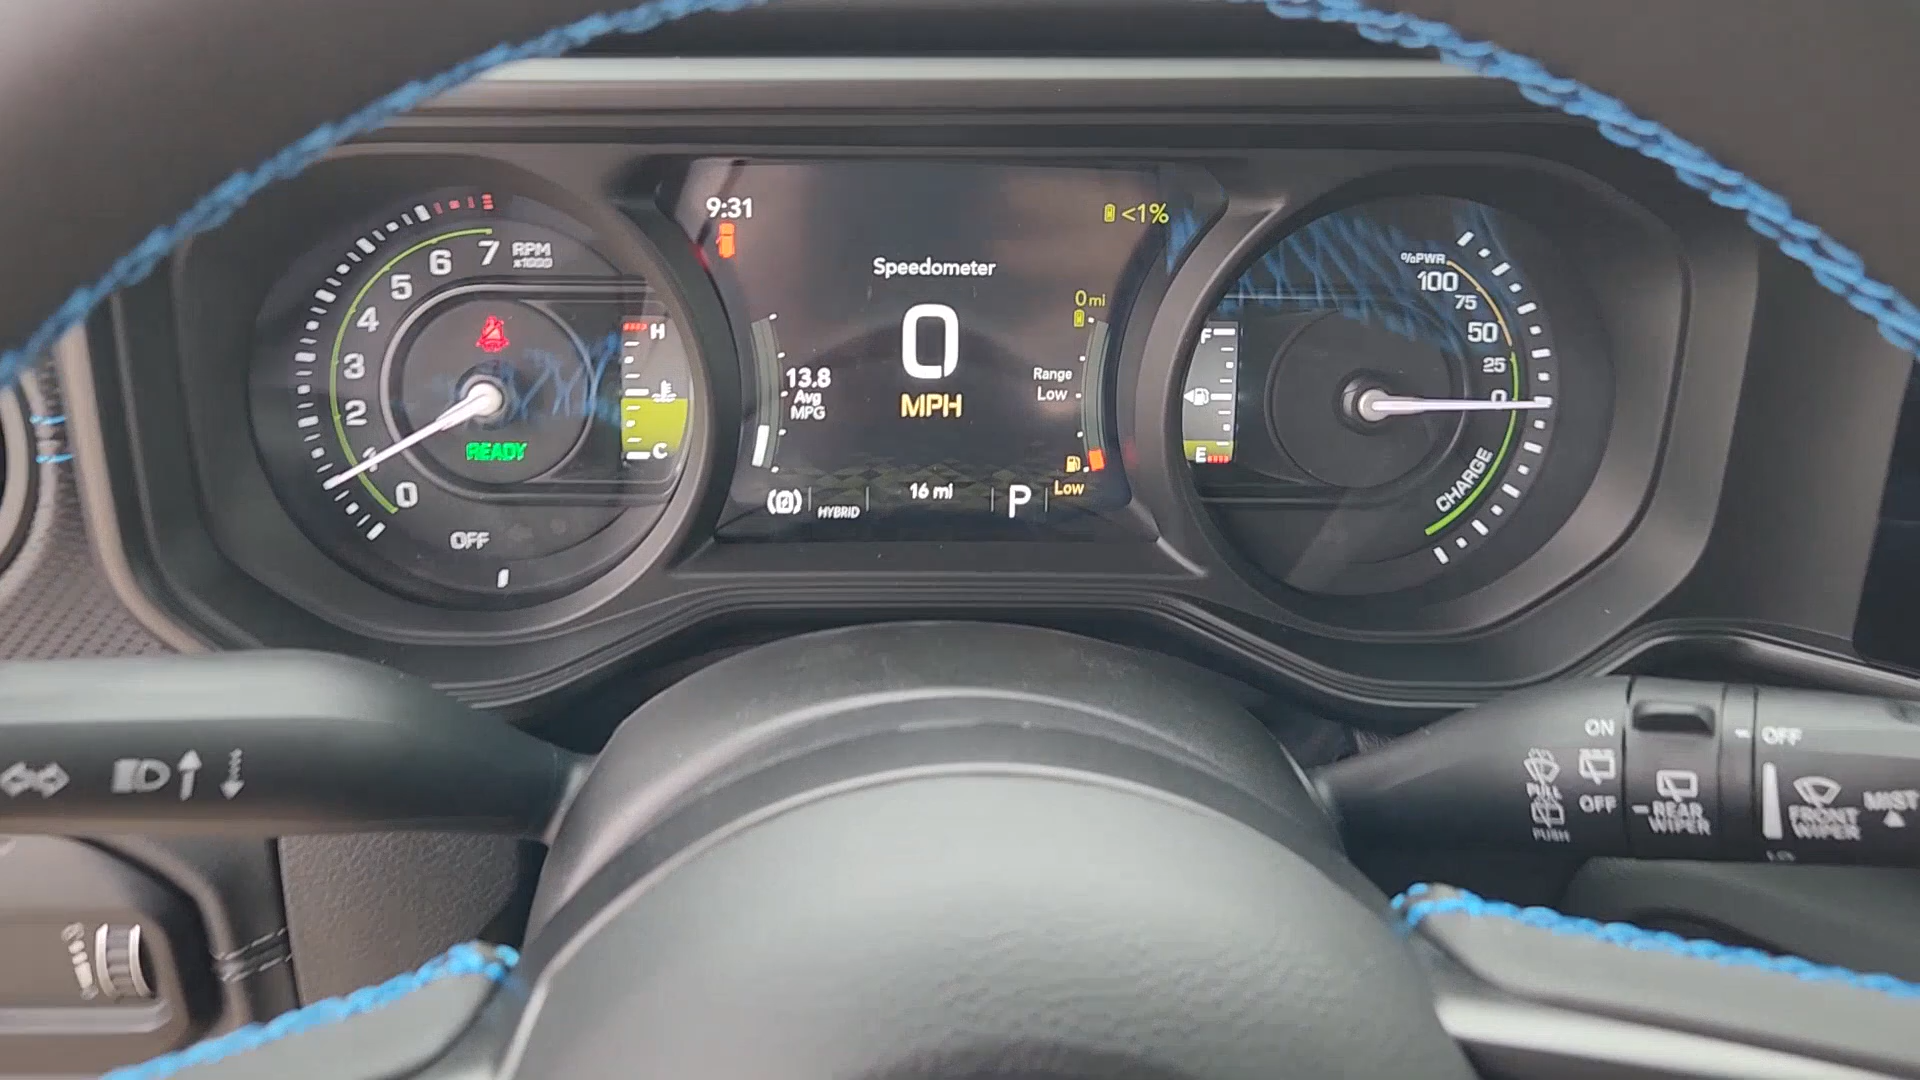 9:31
<1%
Speedometer
0
MPH
0 mi
Range
Low
13.8
Avg
MPG
Low
HYBRID
16 mi
P
7
6
5
4
3
2
1
0
RPM
x1000
READY
OFF
H
C
F
E
%PWR
100
75
50
25
0
CHARGE
ON
OFF
PULL
PUSH
REAR
WIPER
OFF
FRONT
WIPER
MIST
LO